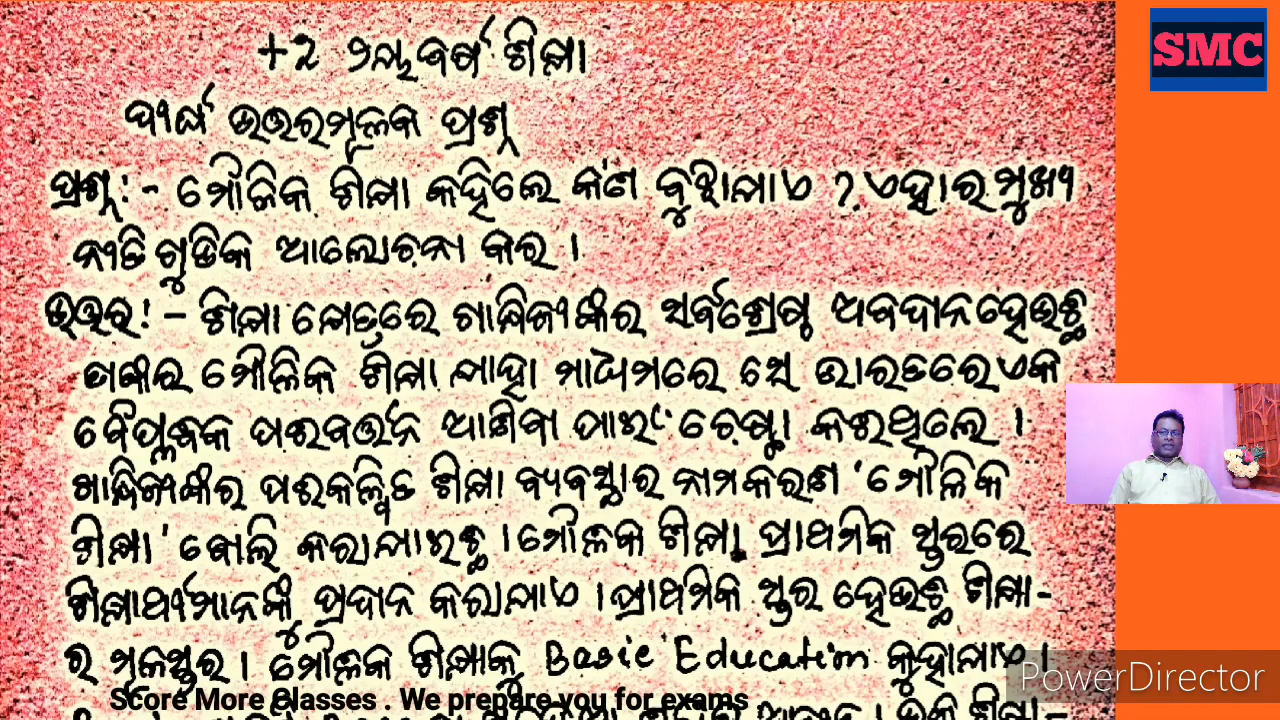 +2 ୨ୟ ବର୍ଷ ଶିକ୍ଷା
SMC
ଦୀର୍ଘ ଉତ୍ତରମୂଳକ ପ୍ରଶ୍ନ
ପ୍ରଶ୍ନ:- ମୌଳିକ ଶିକ୍ଷା କହିଲେ କ'ଣ ବୁଝାଯାଏ ? ଏହାର ମୁଖ୍ୟ
ନୀତି ଗୁଡିକ ଆଲୋଚନା କର ।
ଉତ୍ତର:- ଶିକ୍ଷା କ୍ଷେତ୍ରରେ ଗାନ୍ଧିଜୀଙ୍କର ସର୍ବଶ୍ରେଷ୍ଠ ଅବଦାନ ହେଉଛି
ତାଙ୍କର ମୌଳିକ ଶିକ୍ଷା ଯାହା ମାଧ୍ୟମରେ ସେ ଭାରତରେ ଏକ
ବୈପ୍ଳବିକ ପରିବର୍ତ୍ତନ ଆଣିବା ପାଇଁ ଚେଷ୍ଟା କରିଥିଲେ ।
ଗାନ୍ଧିଜୀଙ୍କର ପରିକଳ୍ପିତ ଶିକ୍ଷା ବ୍ୟବସ୍ଥାର ନାମକରଣ 'ମୌଳିକ
ଶିକ୍ଷା' ବୋଲି କରାଯାଇଛି । ମୌଳିକ ଶିକ୍ଷା ପ୍ରାଥମିକ ସ୍ତରରେ
ଶିକ୍ଷାର୍ଥୀମାନଙ୍କୁ ପ୍ରଦାନ କରାଯାଏ । ପ୍ରାଥମିକ ସ୍ତର ହେଉଛି ଶିକ୍ଷା-
ର ମୂଳସ୍ତର । ମୌଳିକ ଶିକ୍ଷାକୁ Basic Education କୁହାଯାଏ ।
Score More Classes . We prepare you for exams
PowerDirector